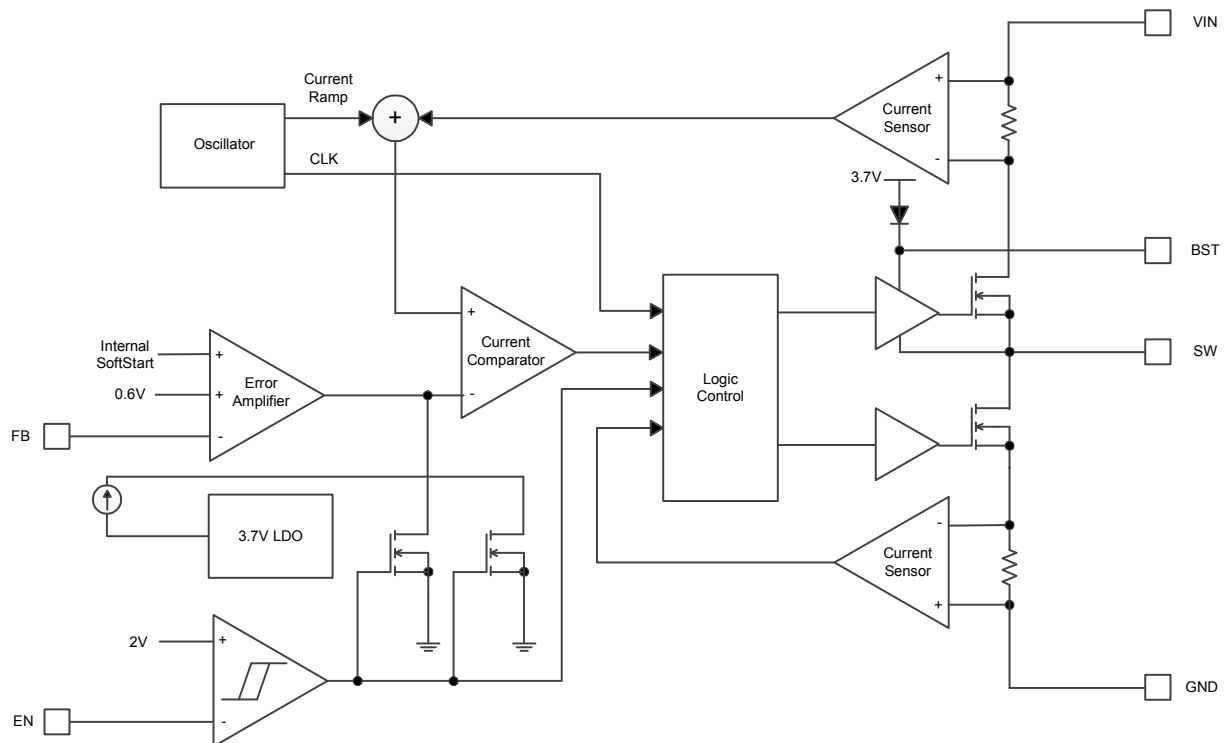 VIN
Current
Ramp
+
Oscillator
CLK
+
Current
Sensor
-
3.7V
BST
+
Current
Comparator
-
Internal
SoftStart
+
0.6V
+
Error
Amplifier
FB
-
Logic
Control
SW
3.7V LDO
-
Current
Sensor
+
2V
+
EN
-
GND